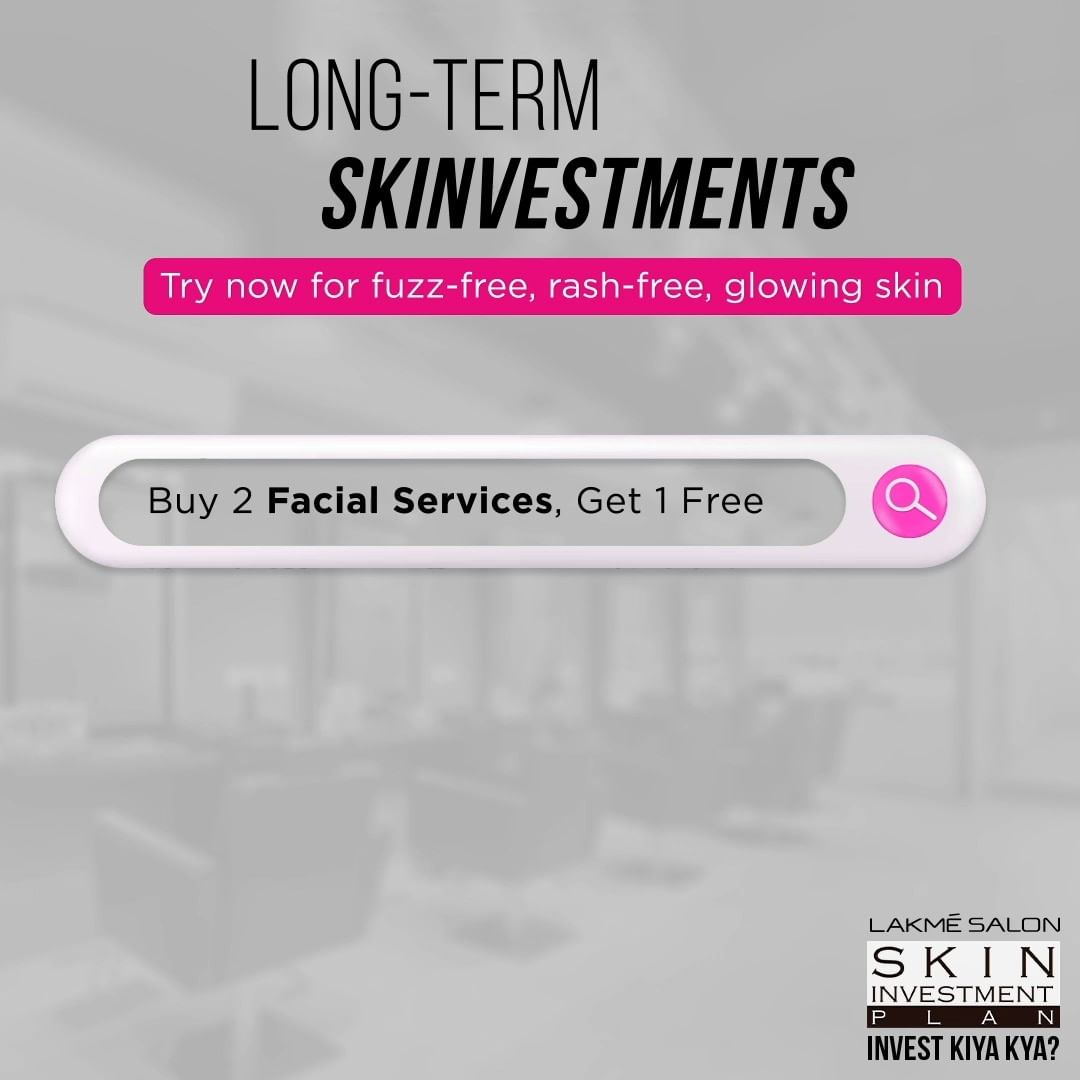 LONG-TERM
SKINVESTMENTS
Try now for fuzz-free, rash-free, glowing skin
Buy 2 Facial Services, Get 1 Free
LAKMÉ SALON
SKIN
INVESTMENT
PLAN
INVEST KIYA KYA?